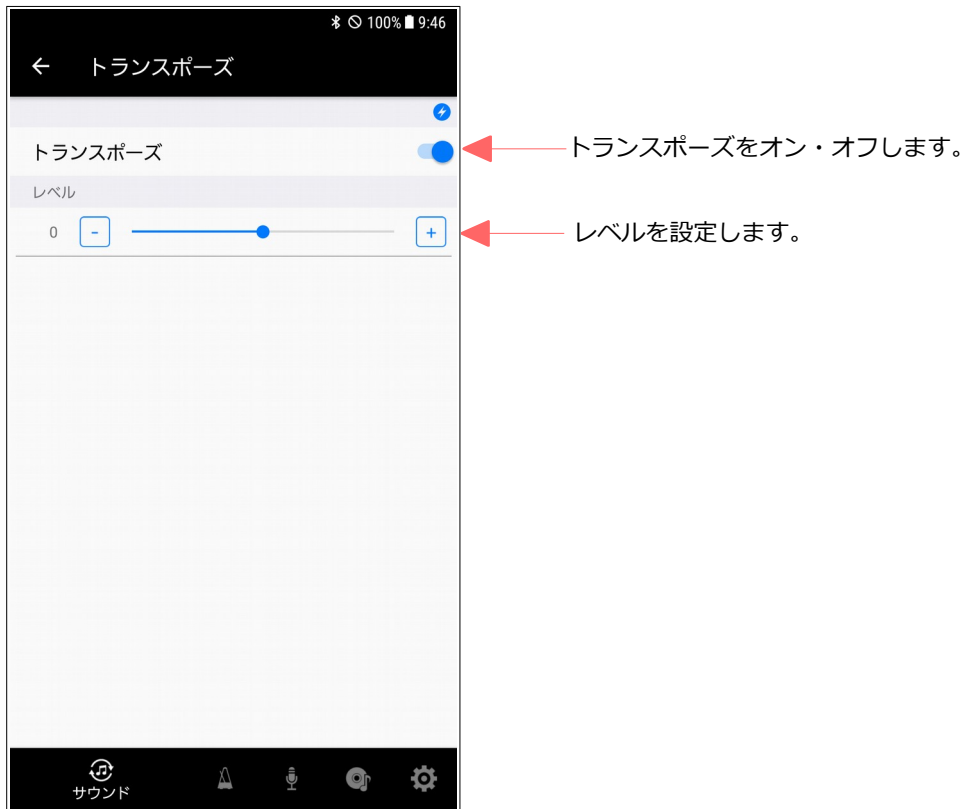 100% 9:46
トランスポーズ
トランスポーズ
トランスポーズをオン・オフします。
レベル
0 - +
レベルを設定します。
サウンド